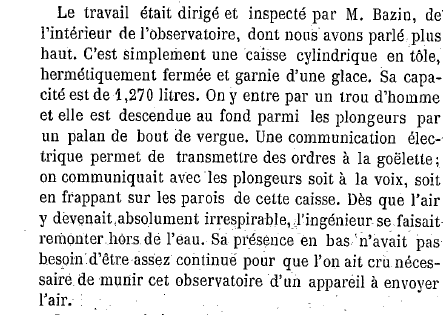 Le travail était dirigé et inspecté par M. Bazin, de
l'intérieur de l'observatoire, dont nous avons parlé plus
haut. C'est simplement une caisse cylindrique en tôle,
hermétiquement fermée et garnie d'une glace. Sa capa-
cité est de 1,270 litres. On y entre par un trou d'homme
et elle est descendue au fond parmi les plongeurs par
un palan de bout de vergue. Une communication élec-
trique permet de transmettre des ordres à la goëlette;
on communiquait avec les plongeurs soit à la voix, soit
en frappant sur les parois de cette caisse. Dès que l'air
y devenait absolument irrespirable, l'ingénieur se faisait
remonter hors de l'eau. Sa présence en bas n'avait pas
besoin d'être assez continue pour que l'on ait cru néces-
saire de munir cet observatoire d'un appareil à envoyer
l'air.